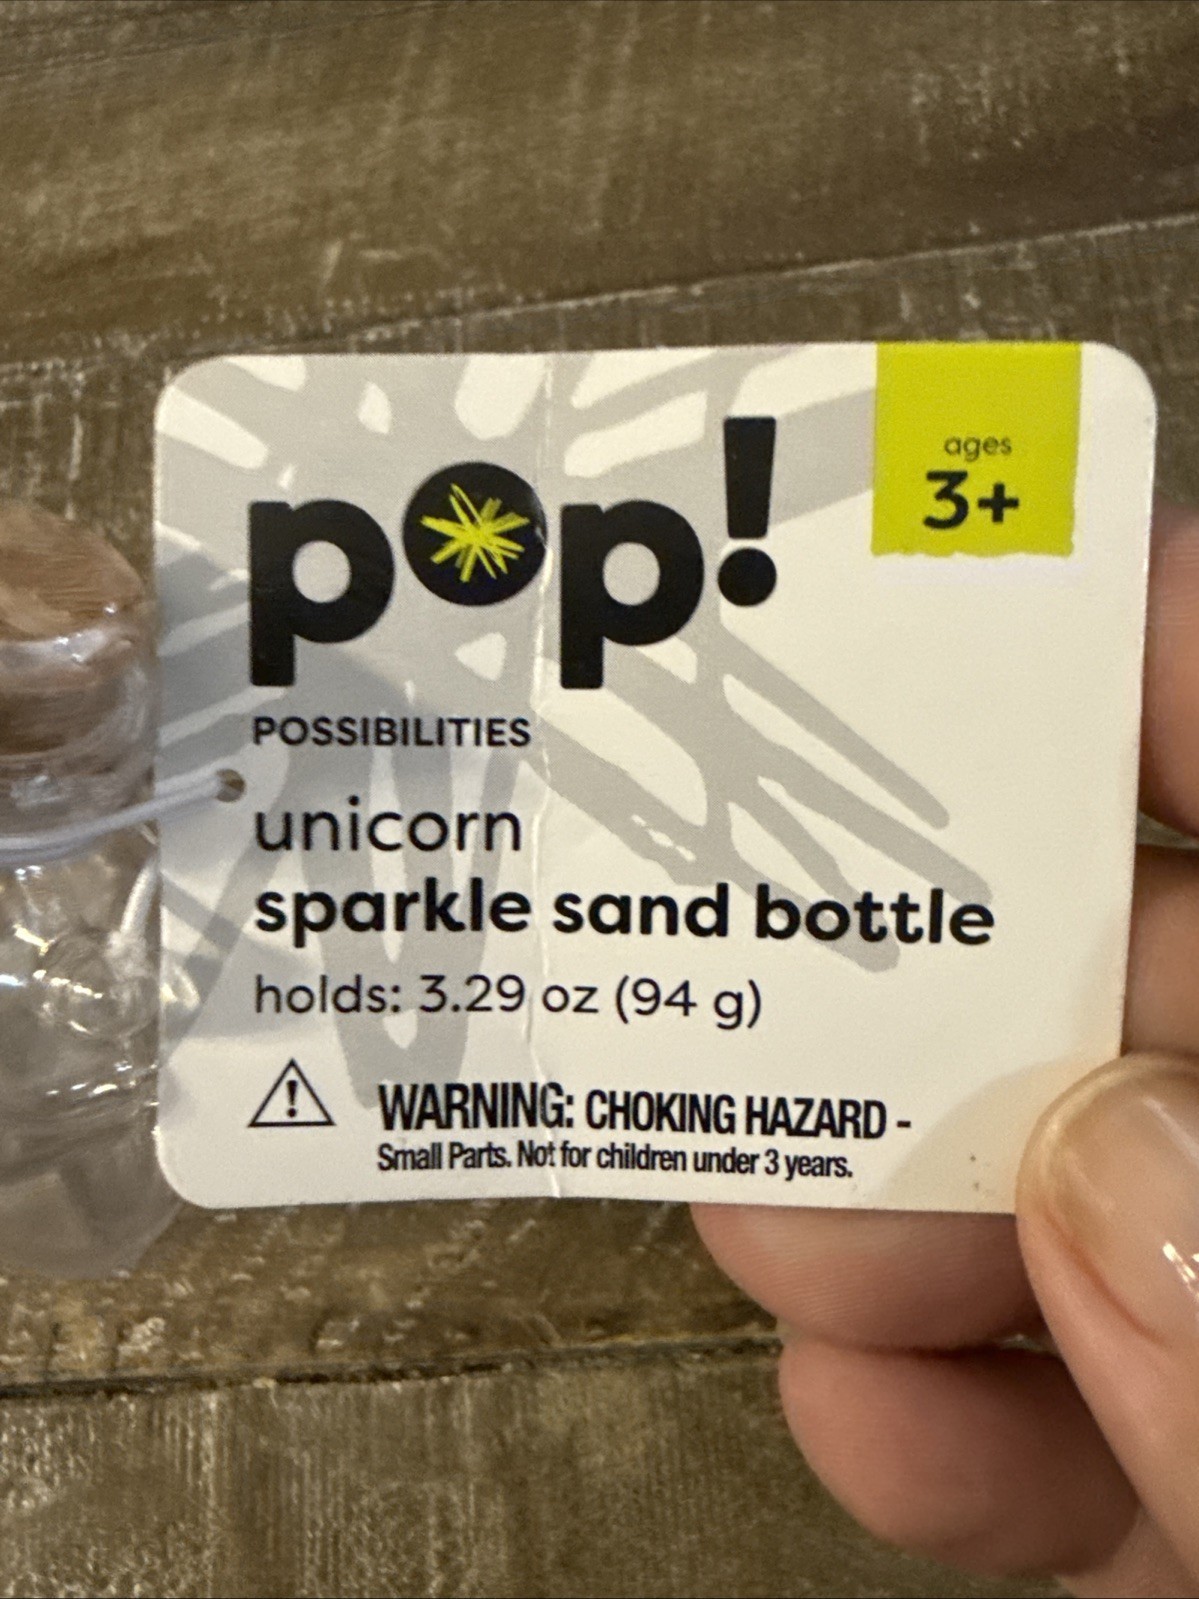 pop!
ages
3+
POSSIBILITIES
unicorn
sparkle sand bottle
holds: 3.29 oz (94 g)
WARNING: CHOKING HAZARD -
Small Parts. Not for children under 3 years.